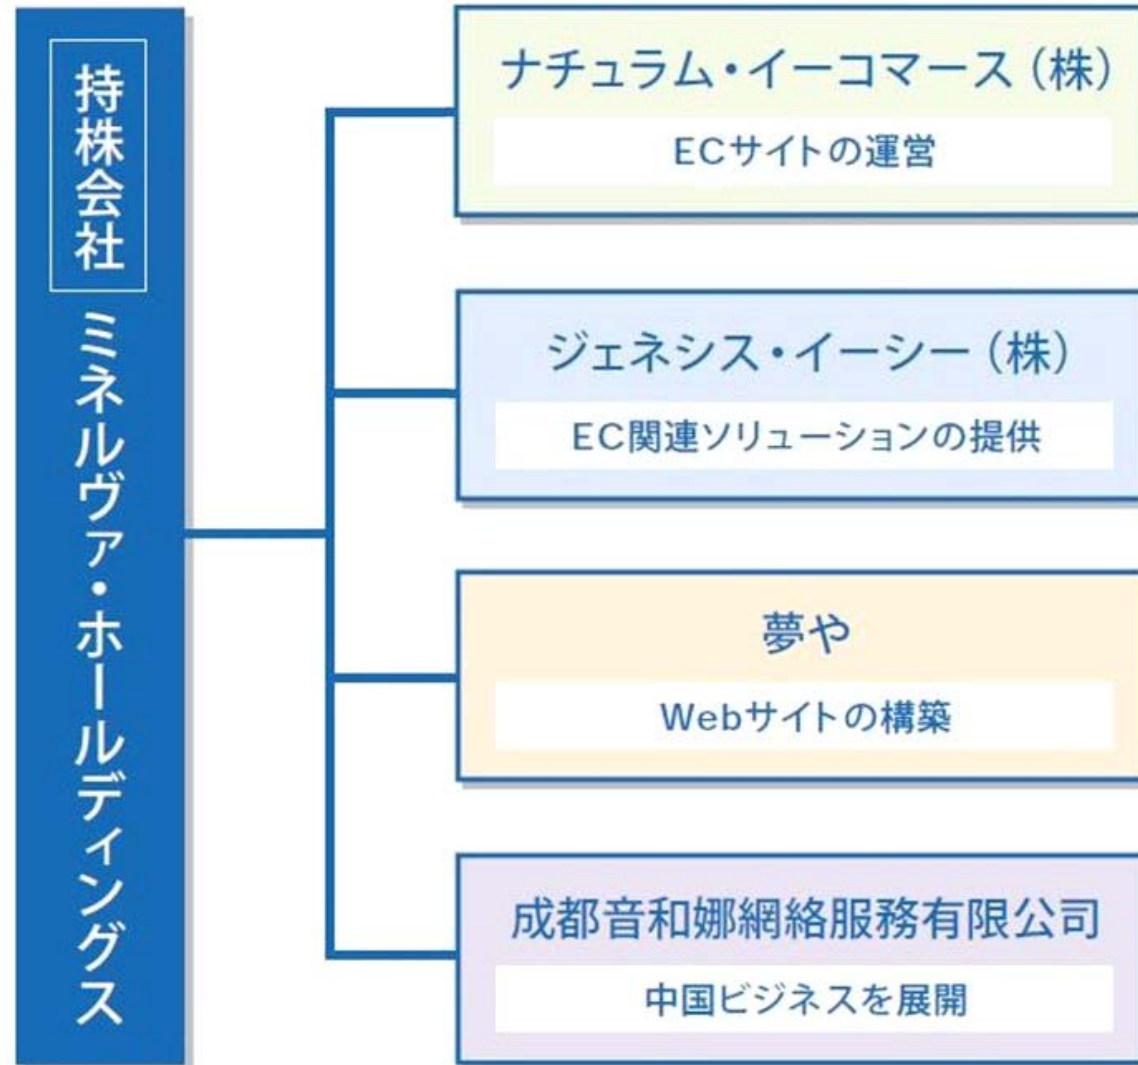 持株会社
ミネルヴァ・ホールディングス
ナチュラム・イーコマース（株）
ECサイトの運営
ジェネシス・イーシー（株）
EC関連ソリューションの提供
夢や
Webサイトの構築
成都音和娜網絡服務有限公司
中国ビジネスを展開